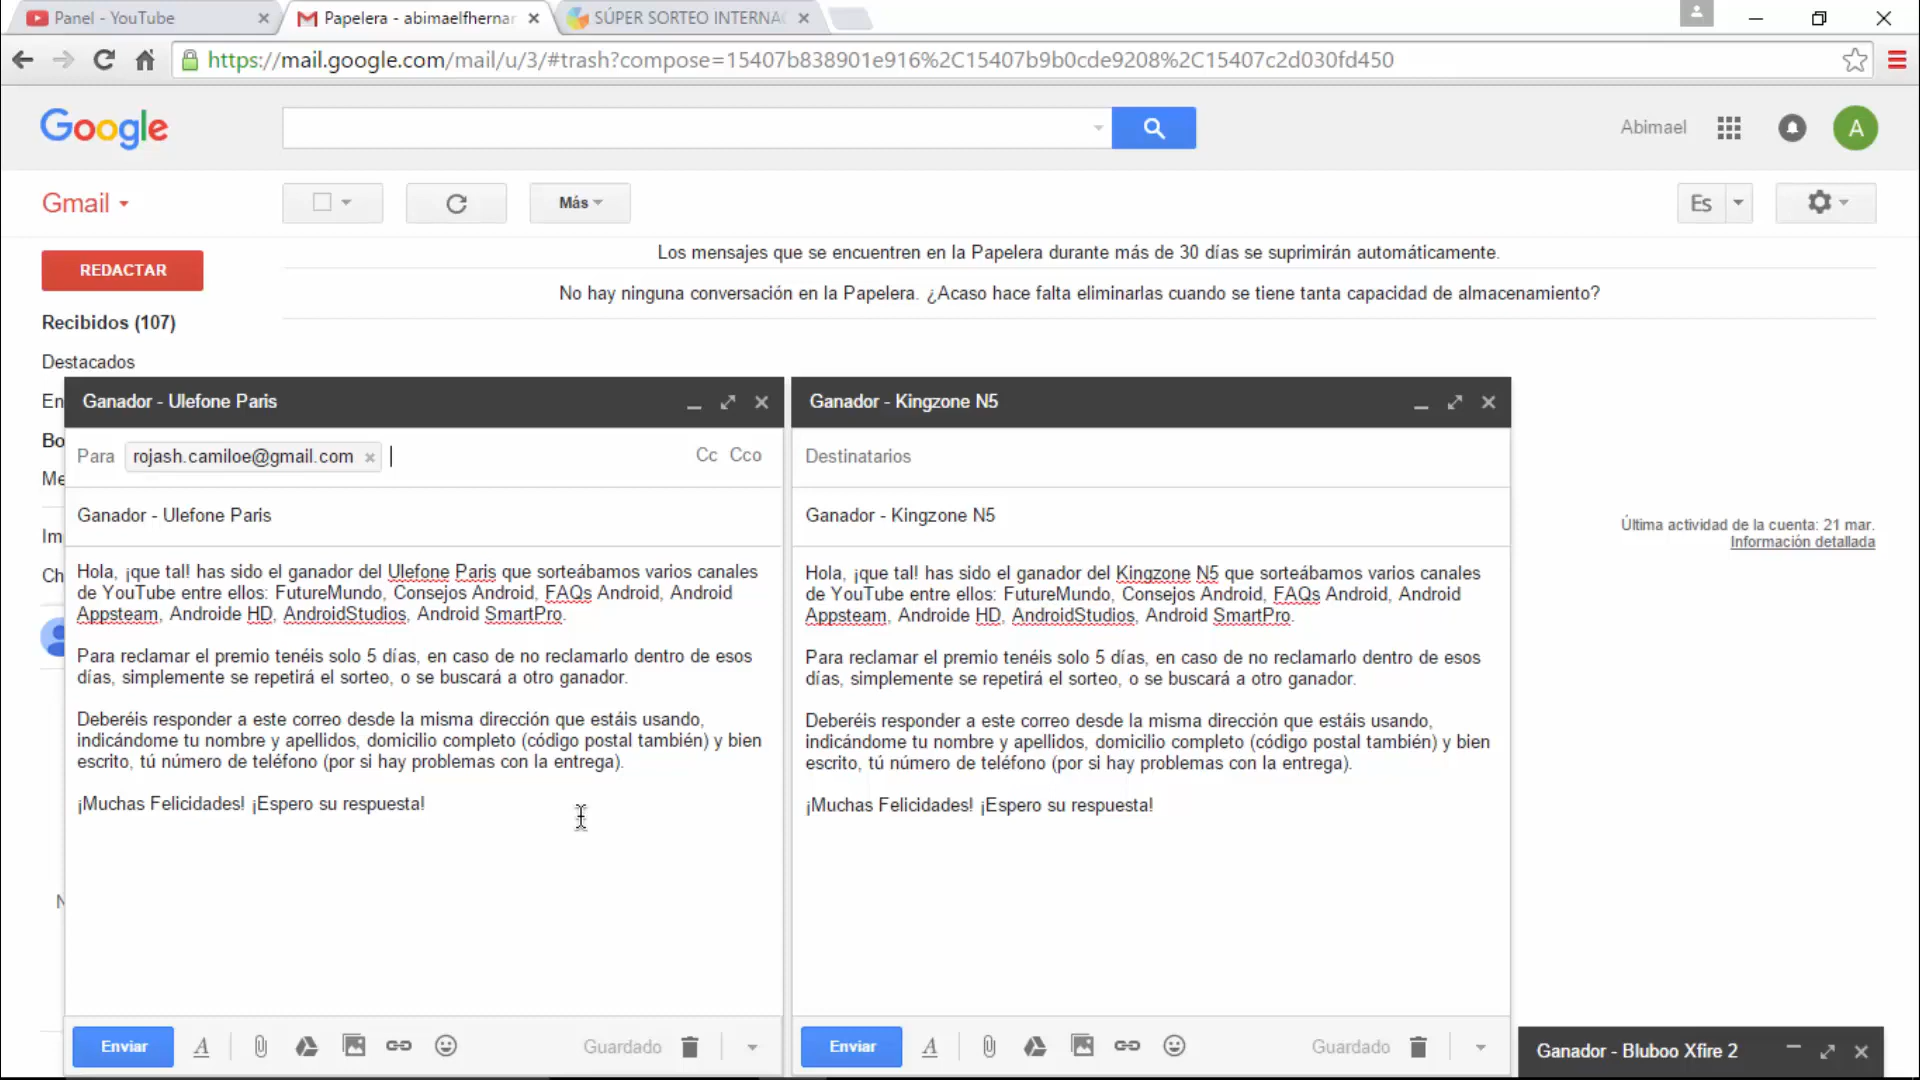 Panel - YouTube
Papelera - abimaelfhernar
SÚPER SORTEO INTERNA
https://mail.google.com/mail/u/3/#trash?compose=15407b838901e916%2C15407b9b0cde9208%2C15407c2d030fd450
Google
Abimael
A
Gmail
Más
Es
Los mensajes que se encuentren en la Papelera durante más de 30 días se suprimirán automáticamente.
REDACTAR
No hay ninguna conversación en la Papelera. ¿Acaso hace falta eliminarlas cuando se tiene tanta capacidad de almacenamiento?
Recibidos (107)
Destacados
En
Bo
Me
Im
Ch
N
Ganador - Ulefone Paris
Para rojash.camiloe@gmail.com Cc Cco
Ganador - Ulefone Paris
Hola, ¡que tal! has sido el ganador del Ulefone Paris que sorteábamos varios canales
de YouTube entre ellos: FutureMundo, Consejos Android, FAQs Android, Android
Appsteam, Androide HD, AndroidStudios, Android SmartPro.
Para reclamar el premio tenéis solo 5 días, en caso de no reclamarlo dentro de esos
días, simplemente se repetirá el sorteo, o se buscará a otro ganador.
Deberéis responder a este correo desde la misma dirección que estáis usando,
indicándome tu nombre y apellidos, domicilio completo (código postal también) y bien
escrito, tú número de teléfono (por si hay problemas con la entrega).
¡Muchas Felicidades! ¡Espero su respuesta!
Enviar
Guardado
Ganador - Kingzone N5
Destinatarios
Ganador - Kingzone N5
Hola, ¡que tal! has sido el ganador del Kingzone N5 que sorteábamos varios canales
de YouTube entre ellos: FutureMundo, Consejos Android, FAQs Android, Android
Appsteam, Androide HD, AndroidStudios, Android SmartPro.
Para reclamar el premio tenéis solo 5 días, en caso de no reclamarlo dentro de esos
días, simplemente se repetirá el sorteo, o se buscará a otro ganador.
Deberéis responder a este correo desde la misma dirección que estáis usando,
indicándome tu nombre y apellidos, domicilio completo (código postal también) y bien
escrito, tú número de teléfono (por si hay problemas con la entrega).
¡Muchas Felicidades! ¡Espero su respuesta!
Enviar
Guardado
Última actividad de la cuenta: 21 mar.
Información detallada
Ganador - Bluboo Xfire 2